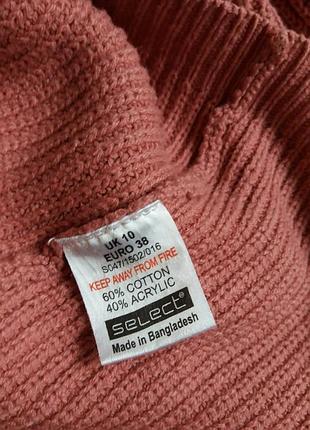 UK 10
EURO 38
S047/1502/016
KEEP AWAY FROM FIRE
60% COTTON
40% ACRYLIC
select
Made in Bangladesh